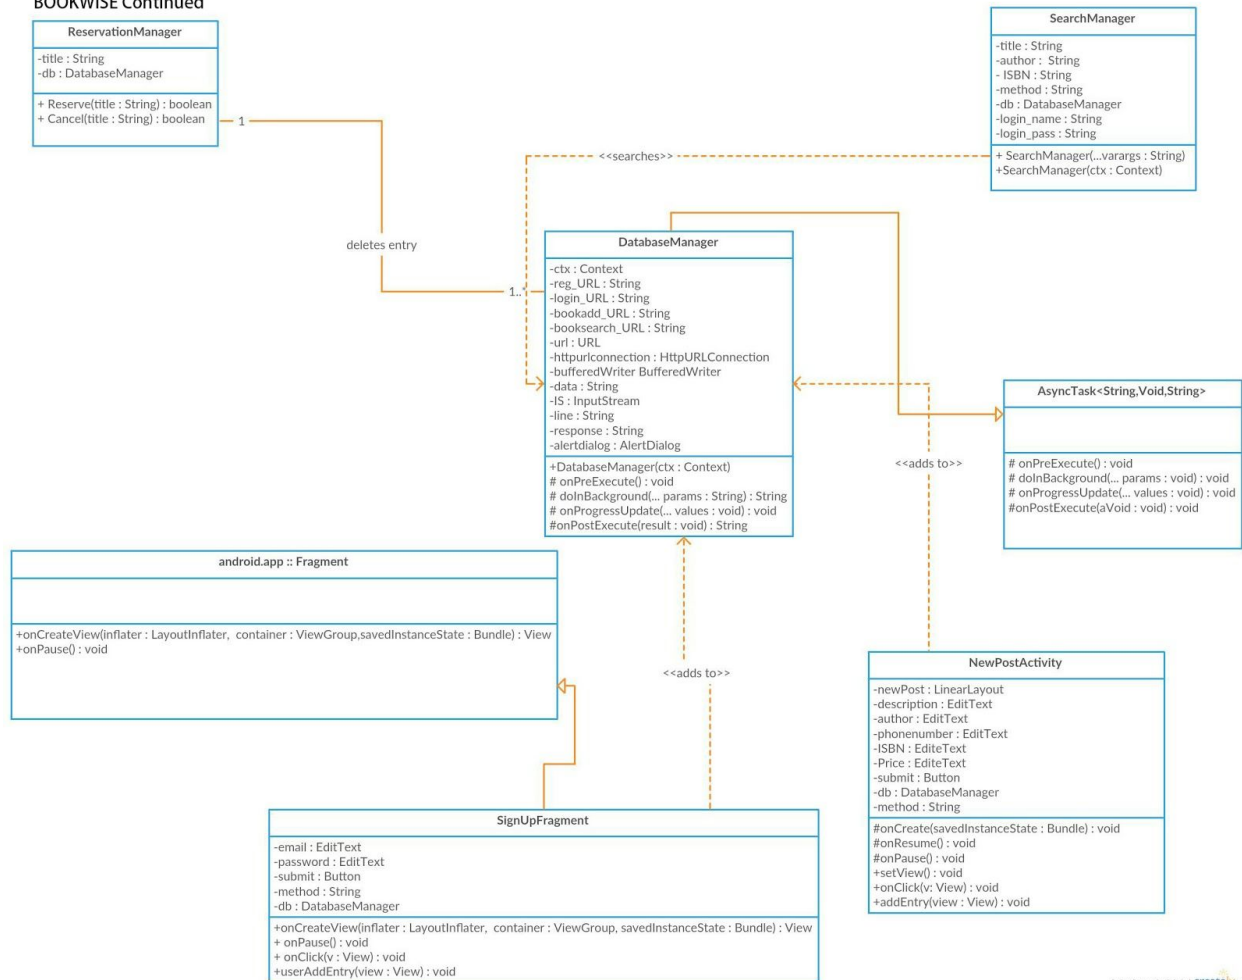 BOOKWISE Continued
ReservationManager
-title : String
-db : DatabaseManager
+ Reserve(title : String) : boolean
+ Cancel(title : String) : boolean
1
deletes entry
1..*
SearchManager
-title : String
-author : String
- ISBN : String
-method : String
-db : DatabaseManager
-login_name : String
-login_pass : String
+ SearchManager(...varargs : String)
+SearchManager(ctx : Context)
<<searches>>
DatabaseManager
-ctx : Context
-reg_URL : String
-login_URL : String
-bookadd_URL : String
-booksearch_URL : String
-url : URL
-httpurlconnection : HttpURLConnection
-bufferedWriter BufferedWriter
-data : String
-IS : InputStream
-line : String
-response : String
-alertdialog : AlertDialog
+DatabaseManager(ctx : Context)
# onPreExecute() : void
# doInBackground(... params : String) : String
# onProgressUpdate(... values : void) : void
#onPostExecute(result : void) : String
AsyncTask<String,Void,String>
# onPreExecute() : void
# doInBackground(... params : void) : void
# onProgressUpdate(... values : void) : void
#onPostExecute(aVoid : void) : void
<<adds to>>
android.app :: Fragment
+onCreateView(inflater : LayoutInflater, container : ViewGroup,savedInstanceState : Bundle) : View
+onPause() : void
<<adds to>>
NewPostActivity
-newPost : LinearLayout
-description : EditText
-author : EditText
-phonenumber : EditText
-ISBN : EditeText
-Price : EditeText
-submit : Button
-db : DatabaseManager
-method : String
#onCreate(savedInstanceState : Bundle) : void
#onResume() : void
#onPause() : void
+setView() : void
+onClick(v: View) : void
+addEntry(view : View) : void
SignUpFragment
-email : EditText
-password : EditText
-submit : Button
-method : String
-db : DatabaseManager
+onCreateView(inflater : LayoutInflater, container : ViewGroup, savedInstanceState : Bundle) : View
+ onPause() : void
+ onClick(v : View) : void
+userAddEntry(view : View) : void